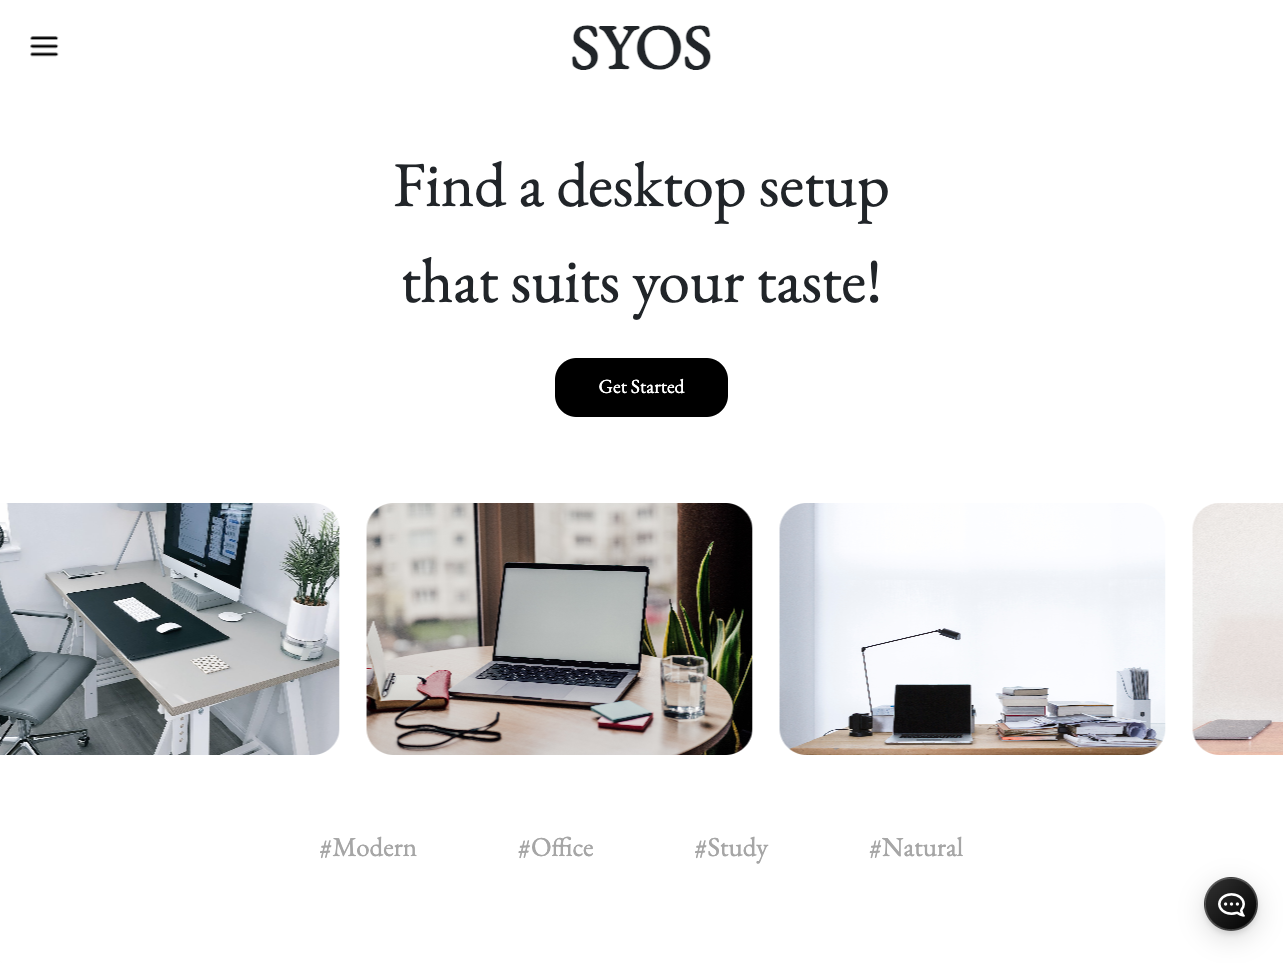 SYOS
Find a desktop setup
that suits your taste!
Get Started
#Modern
#Office
#Study
#Natural